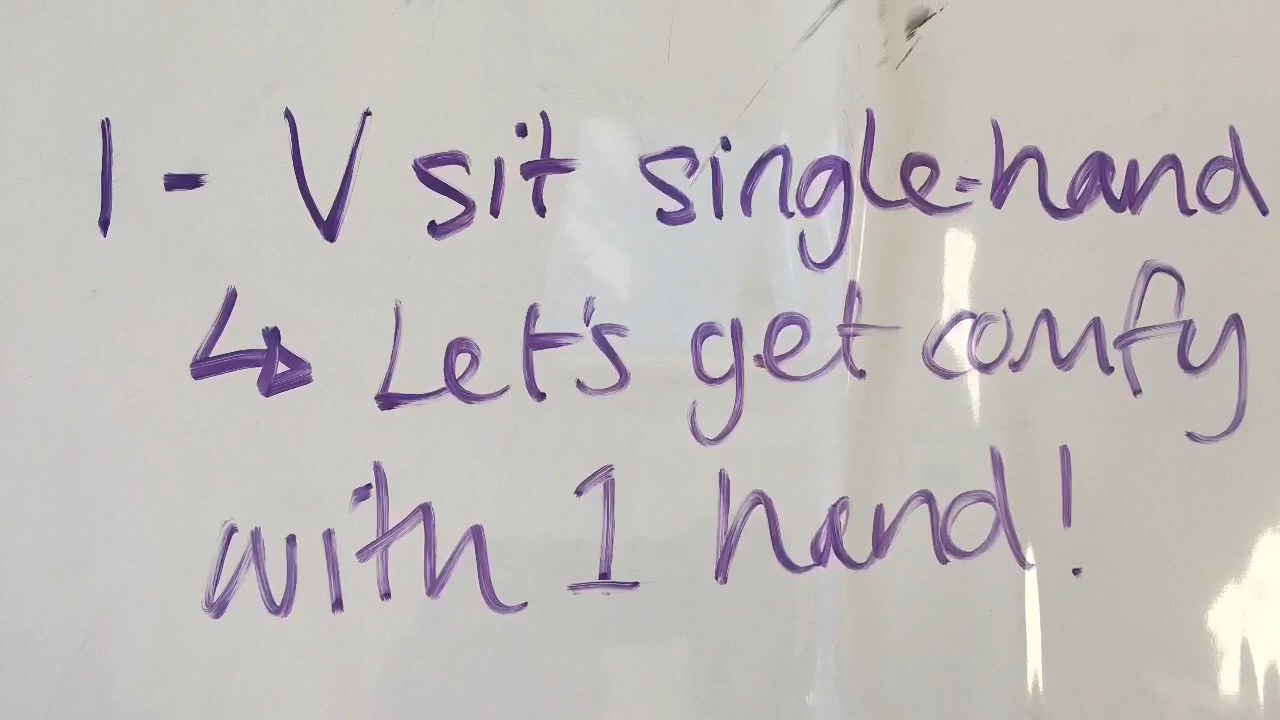 1 - V sit single-hand
↳ Let's get comfy
with 1 hand!